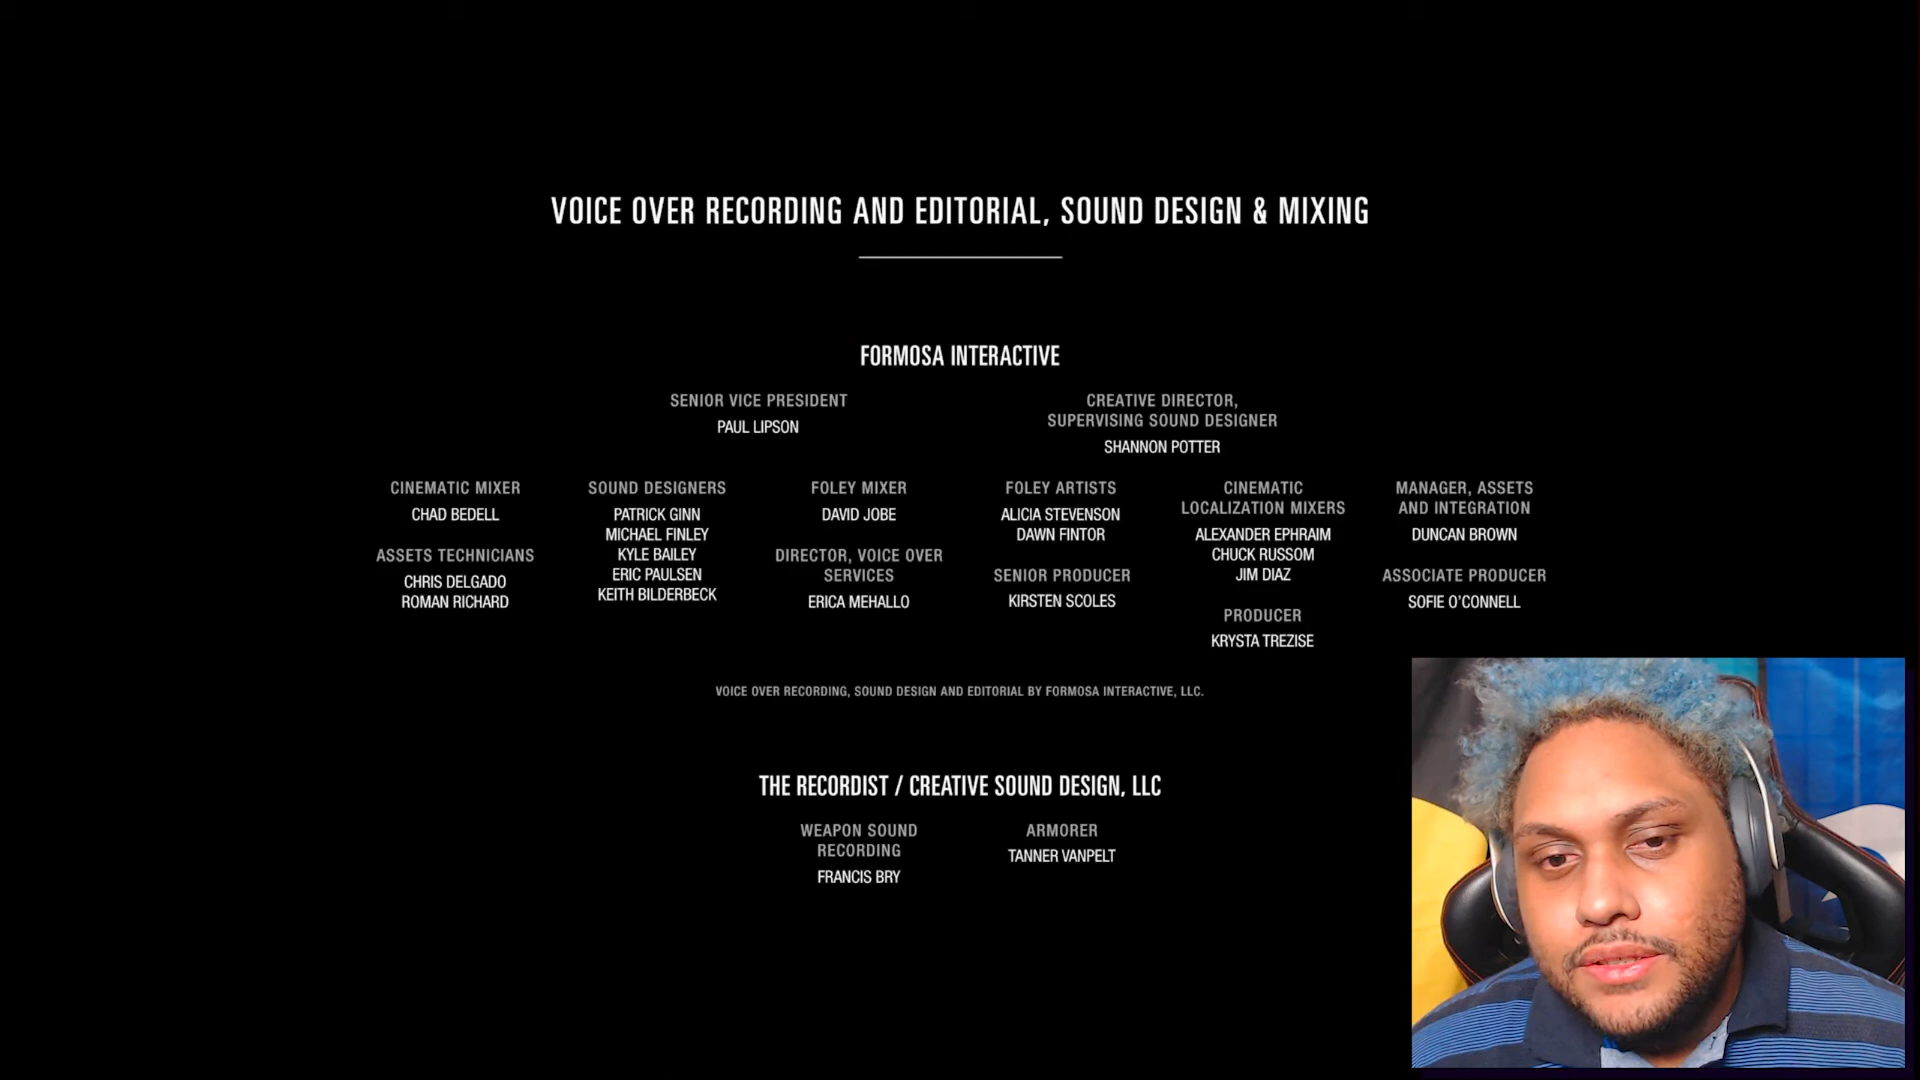 VOICE OVER RECORDING AND EDITORIAL, SOUND DESIGN & MIXING
FORMOSA INTERACTIVE
SENIOR VICE PRESIDENT
PAUL LIPSON
CREATIVE DIRECTOR,
SUPERVISING SOUND DESIGNER
SHANNON POTTER
CINEMATIC MIXER
CHAD BEDELL
ASSETS TECHNICIANS
CHRIS DELGADO
ROMAN RICHARD
SOUND DESIGNERS
PATRICK GINN
MICHAEL FINLEY
KYLE BAILEY
ERIC PAULSEN
KEITH BILDERBECK
FOLEY MIXER
DAVID JOBE
DIRECTOR, VOICE OVER
SERVICES
ERICA MEHALLO
FOLEY ARTISTS
ALICIA STEVENSON
DAWN FINTOR
SENIOR PRODUCER
KIRSTEN SCOLES
CINEMATIC
LOCALIZATION MIXERS
ALEXANDER EPHRAIM
CHUCK RUSSOM
JIM DIAZ
PRODUCER
KRYSTA TREZISE
MANAGER, ASSETS
AND INTEGRATION
DUNCAN BROWN
ASSOCIATE PRODUCER
SOFIE O'CONNELL
VOICE OVER RECORDING, SOUND DESIGN AND EDITORIAL BY FORMOSA INTERACTIVE, LLC.
THE RECORDIST / CREATIVE SOUND DESIGN, LLC
WEAPON SOUND
RECORDING
FRANCIS BRY
ARMORER
TANNER VANPELT